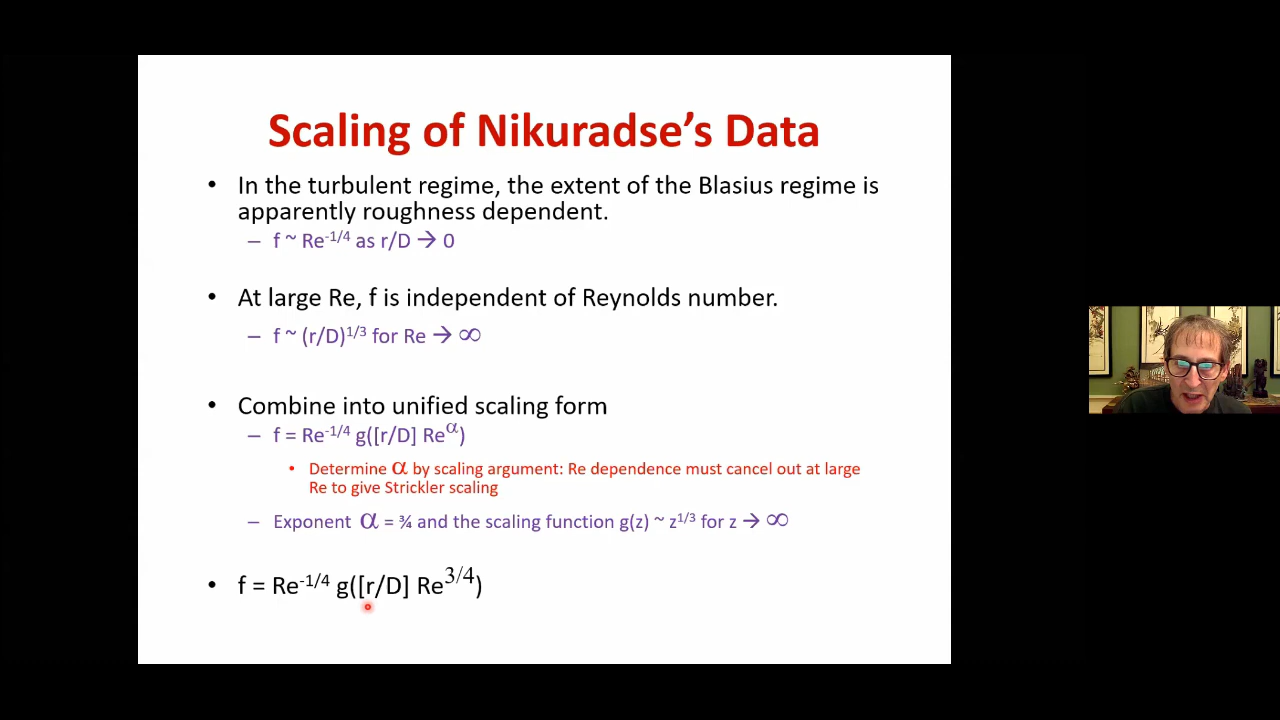 Scaling of Nikuradse's Data
• In the turbulent regime, the extent of the Blasius regime is
apparently roughness dependent.
– f ~ Re⁻¹/⁴ as r/D → 0
• At large Re, f is independent of Reynolds number.
– f ~ (r/D)¹/³ for Re → ∞
• Combine into unified scaling form
– f = Re⁻¹/⁴ g([r/D] Re^α)
• Determine α by scaling argument: Re dependence must cancel out at large
Re to give Strickler scaling
– Exponent α = ¾ and the scaling function g(z) ~ z¹/³ for z → ∞
• f = Re⁻¹/⁴ g([r/D] Re³/⁴)